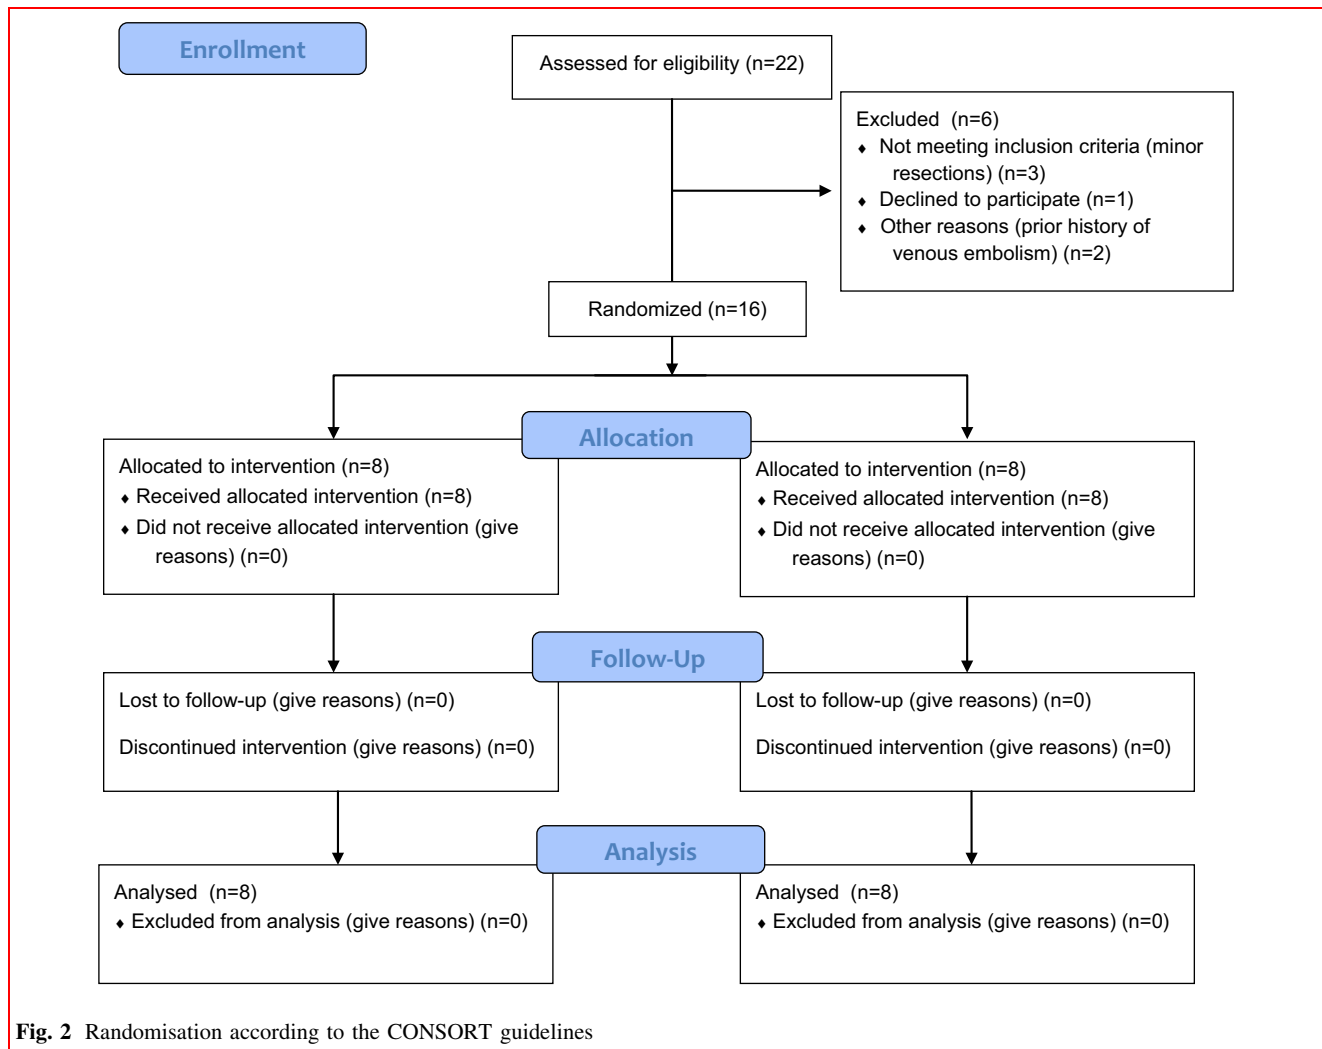 Enrollment
Assessed for eligibility (n=22)
Excluded (n=6)
♦ Not meeting inclusion criteria (minor
resections) (n=3)
♦ Declined to participate (n=1)
♦ Other reasons (prior history of
venous embolism) (n=2)
Randomized (n=16)
Allocation
Allocated to intervention (n=8)
♦ Received allocated intervention (n=8)
♦ Did not receive allocated intervention (give
reasons) (n=0)
Allocated to intervention (n=8)
♦ Received allocated intervention (n=8)
♦ Did not receive allocated intervention (give
reasons) (n=0)
Follow-Up
Lost to follow-up (give reasons) (n=0)
Discontinued intervention (give reasons) (n=0)
Lost to follow-up (give reasons) (n=0)
Discontinued intervention (give reasons) (n=0)
Analysis
Analysed (n=8)
♦ Excluded from analysis (give reasons) (n=0)
Analysed (n=8)
♦ Excluded from analysis (give reasons) (n=0)
Fig. 2 Randomisation according to the CONSORT guidelines